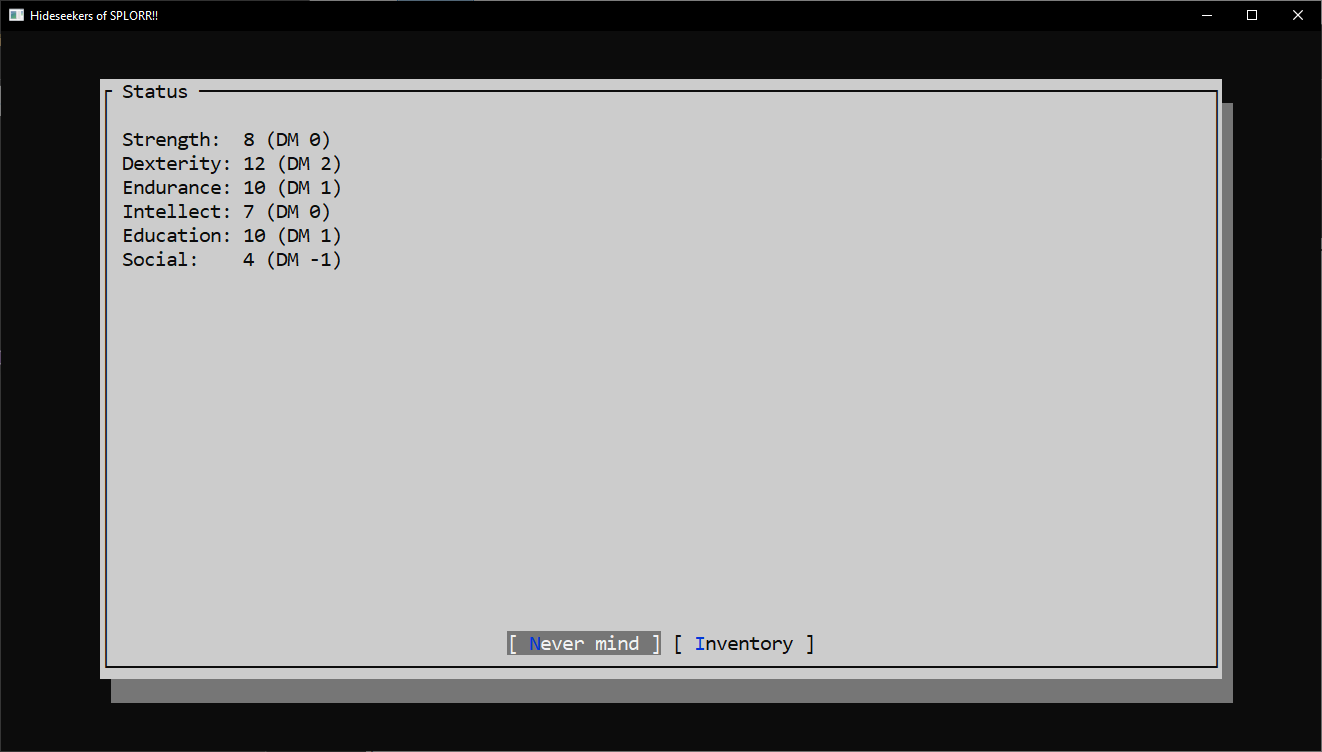 Hideseekers of SPLORR!!
Status
Strength:  8 (DM 0)
Dexterity: 12 (DM 2)
Endurance: 10 (DM 1)
Intellect: 7 (DM 0)
Education: 10 (DM 1)
Social:    4 (DM -1)
[ Never mind ] [ Inventory ]